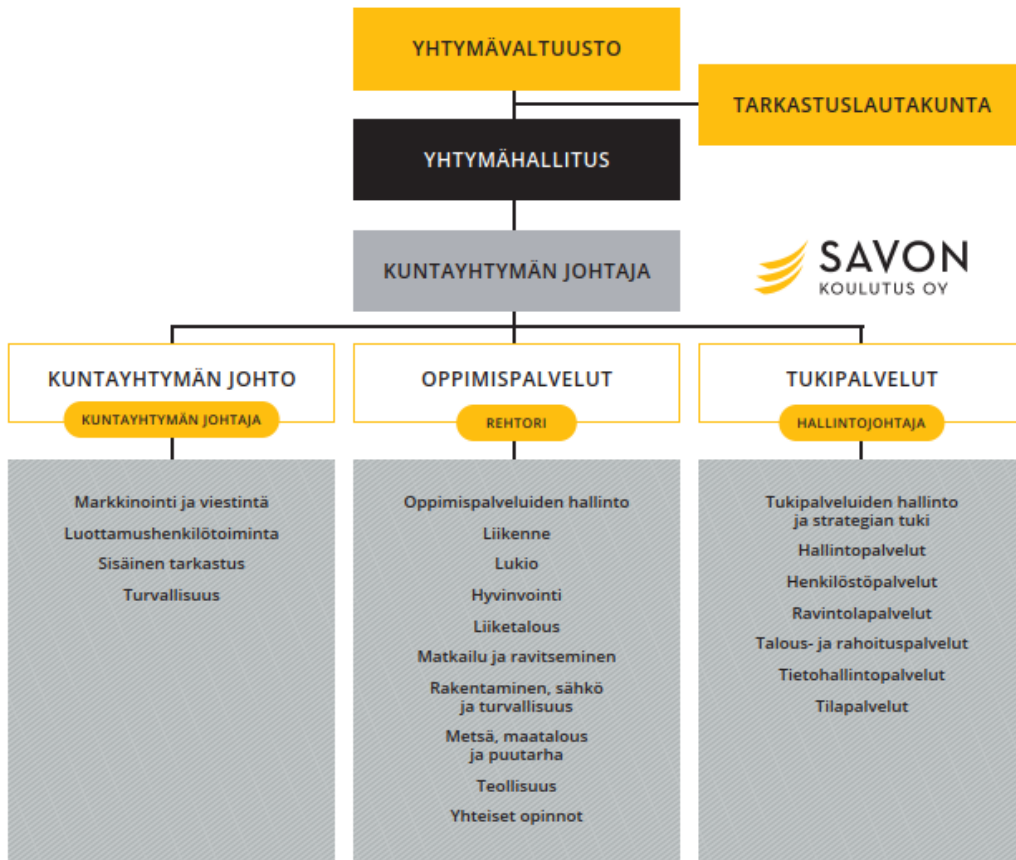 YHTYMÄVALTUUSTO
TARKASTUSLAUTAKUNTA
YHTYMÄHALLITUS
KUNTAYHTYMÄN JOHTAJA
SAVON
KOULUTUS OY
KUNTAYHTYMÄN JOHTO
KUNTAYHTYMÄN JOHTAJA
Markkinointi ja viestintä
Luottamushenkilötoiminta
Sisäinen tarkastus
Turvallisuus
OPPIMISPALVELUT
REHTORI
Oppimispalveluiden hallinto
Liikenne
Lukio
Hyvinvointi
Liiketalous
Matkailu ja ravitseminen
Rakentaminen, sähkö
ja turvallisuus
Metsä, maatalous
ja puutarha
Teollisuus
Yhteiset opinnot
TUKIPALVELUT
HALLINTOJOHTAJA
Tukipalveluiden hallinto
ja strategian tuki
Hallintopalvelut
Henkilöstöpalvelut
Ravintolapalvelut
Talous- ja rahoituspalvelut
Tietohallintopalvelut
Tilapalvelut